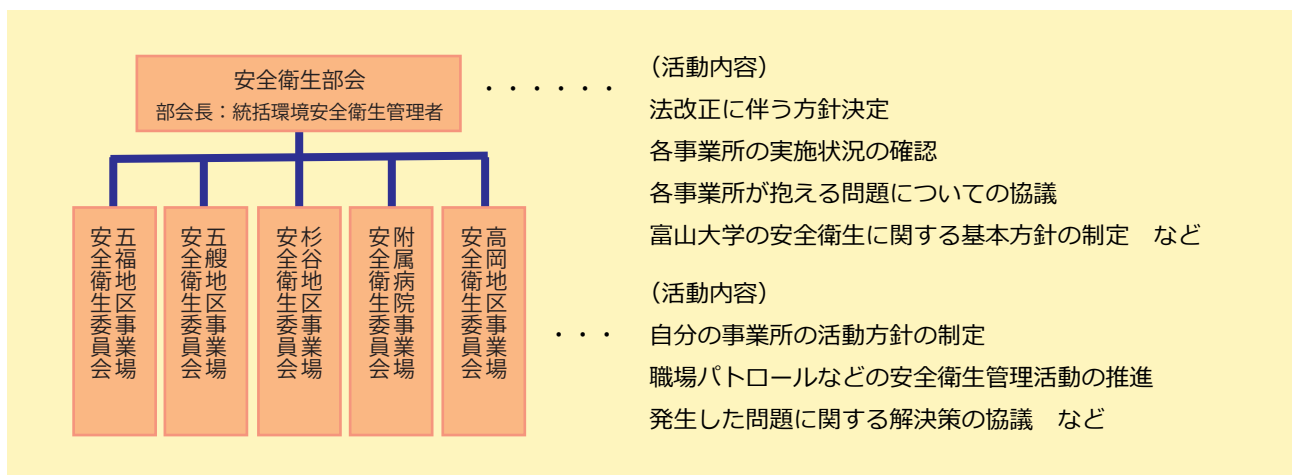 安全衛生部会
部会長：統括環境安全衛生管理者
・・・・・・
（活動内容）
法改正に伴う方針決定
各事業所の実施状況の確認
各事業所が抱える問題についての協議
富山大学の安全衛生に関する基本方針の制定　など
五福地区事業場
安全衛生委員会
五艘地区事業場
安全衛生委員会
杉谷地区事業場
安全衛生委員会
附属病院事業場
安全衛生委員会
高岡地区事業場
安全衛生委員会
・・・
（活動内容）
自分の事業所の活動方針の制定
職場パトロールなどの安全衛生管理活動の推進
発生した問題に関する解決策の協議　など